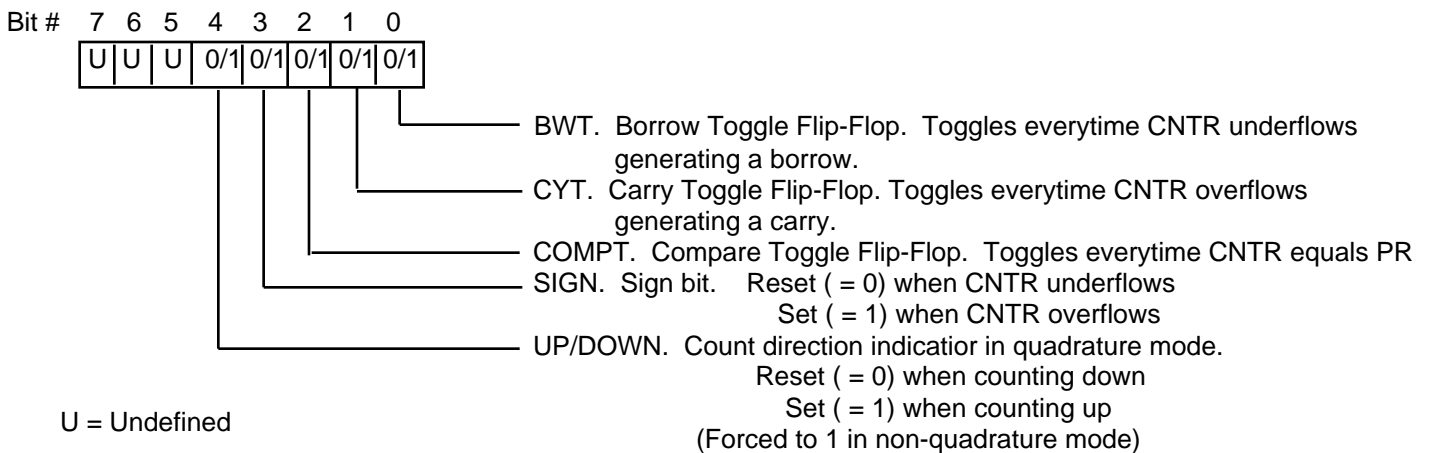 Bit # 7 6 5 4 3 2 1 0
U U U 0/1 0/1 0/1 0/1 0/1
BWT. Borrow Toggle Flip-Flop. Toggles everytime CNTR underflows
generating a borrow.
CYT. Carry Toggle Flip-Flop. Toggles everytime CNTR overflows
generating a carry.
COMPT. Compare Toggle Flip-Flop. Toggles everytime CNTR equals PR
SIGN. Sign bit. Reset ( = 0) when CNTR underflows
Set ( = 1) when CNTR overflows
UP/DOWN. Count direction indicatior in quadrature mode.
Reset ( = 0) when counting down
Set ( = 1) when counting up
U = Undefined
(Forced to 1 in non-quadrature mode)